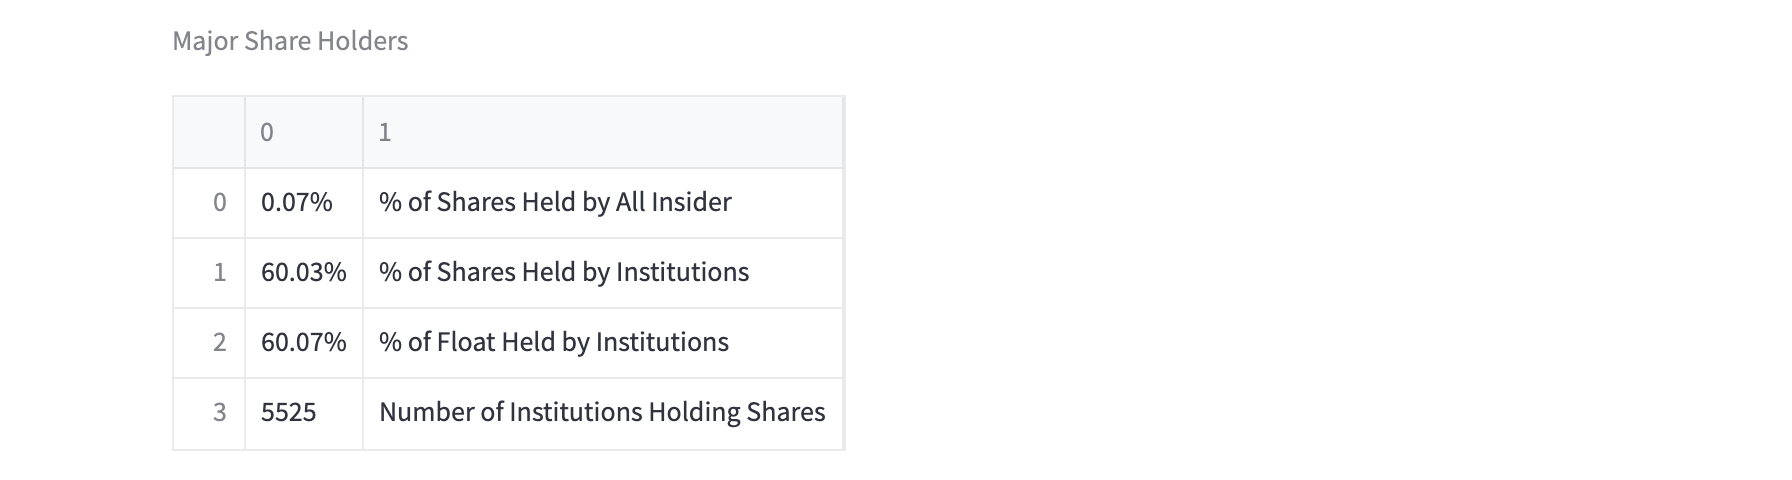 Major Share Holders
0 1
0 0.07% % of Shares Held by All Insider
1 60.03% % of Shares Held by Institutions
2 60.07% % of Float Held by Institutions
3 5525 Number of Institutions Holding Shares